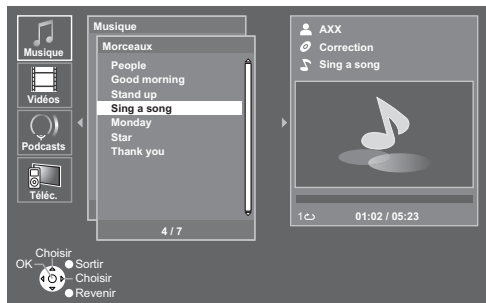 Musique
Vidéos
Podcasts
Téléc.
Musique
Morceaux
People
Good morning
Stand up
Sing a song
Monday
Star
Thank you
4 / 7
AXX
Correction
Sing a song
1
01:02 / 05:23
Choisir
OK
Sortir
Choisir
Revenir